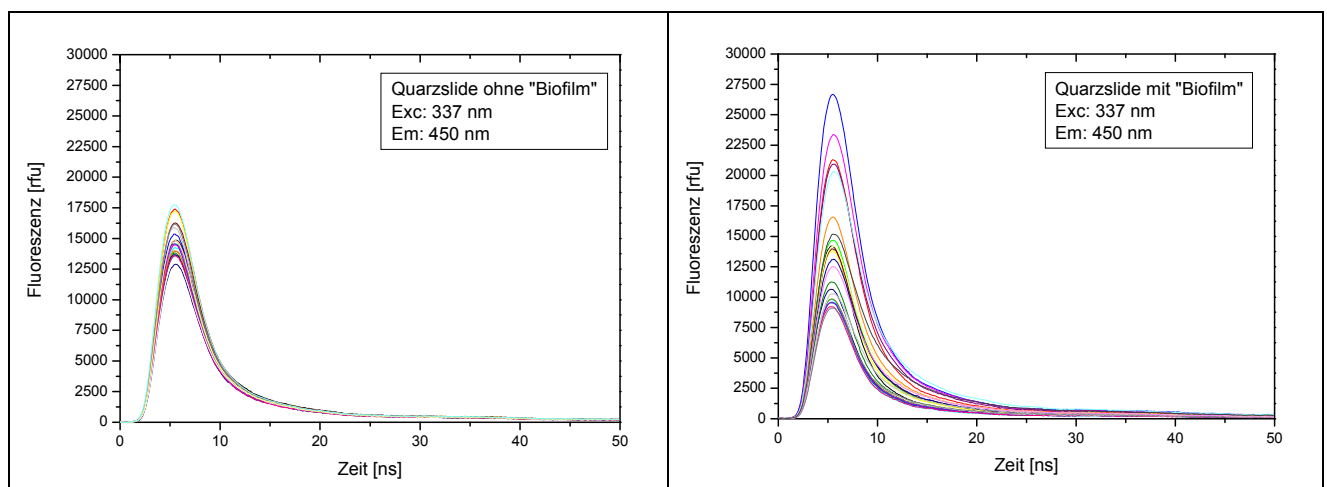 30000
27500
25000
22500
20000
17500
15000
12500
10000
7500
5000
2500
0
Fluoreszenz [rfu]
Quarzslide ohne "Biofilm"
Exc: 337 nm
Em: 450 nm
0 10 20 30 40 50
Zeit [ns]
30000
27500
25000
22500
20000
17500
15000
12500
10000
7500
5000
2500
0
Fluoreszenz [rfu]
Quarzslide mit "Biofilm"
Exc: 337 nm
Em: 450 nm
0 10 20 30 40 50
Zeit [ns]